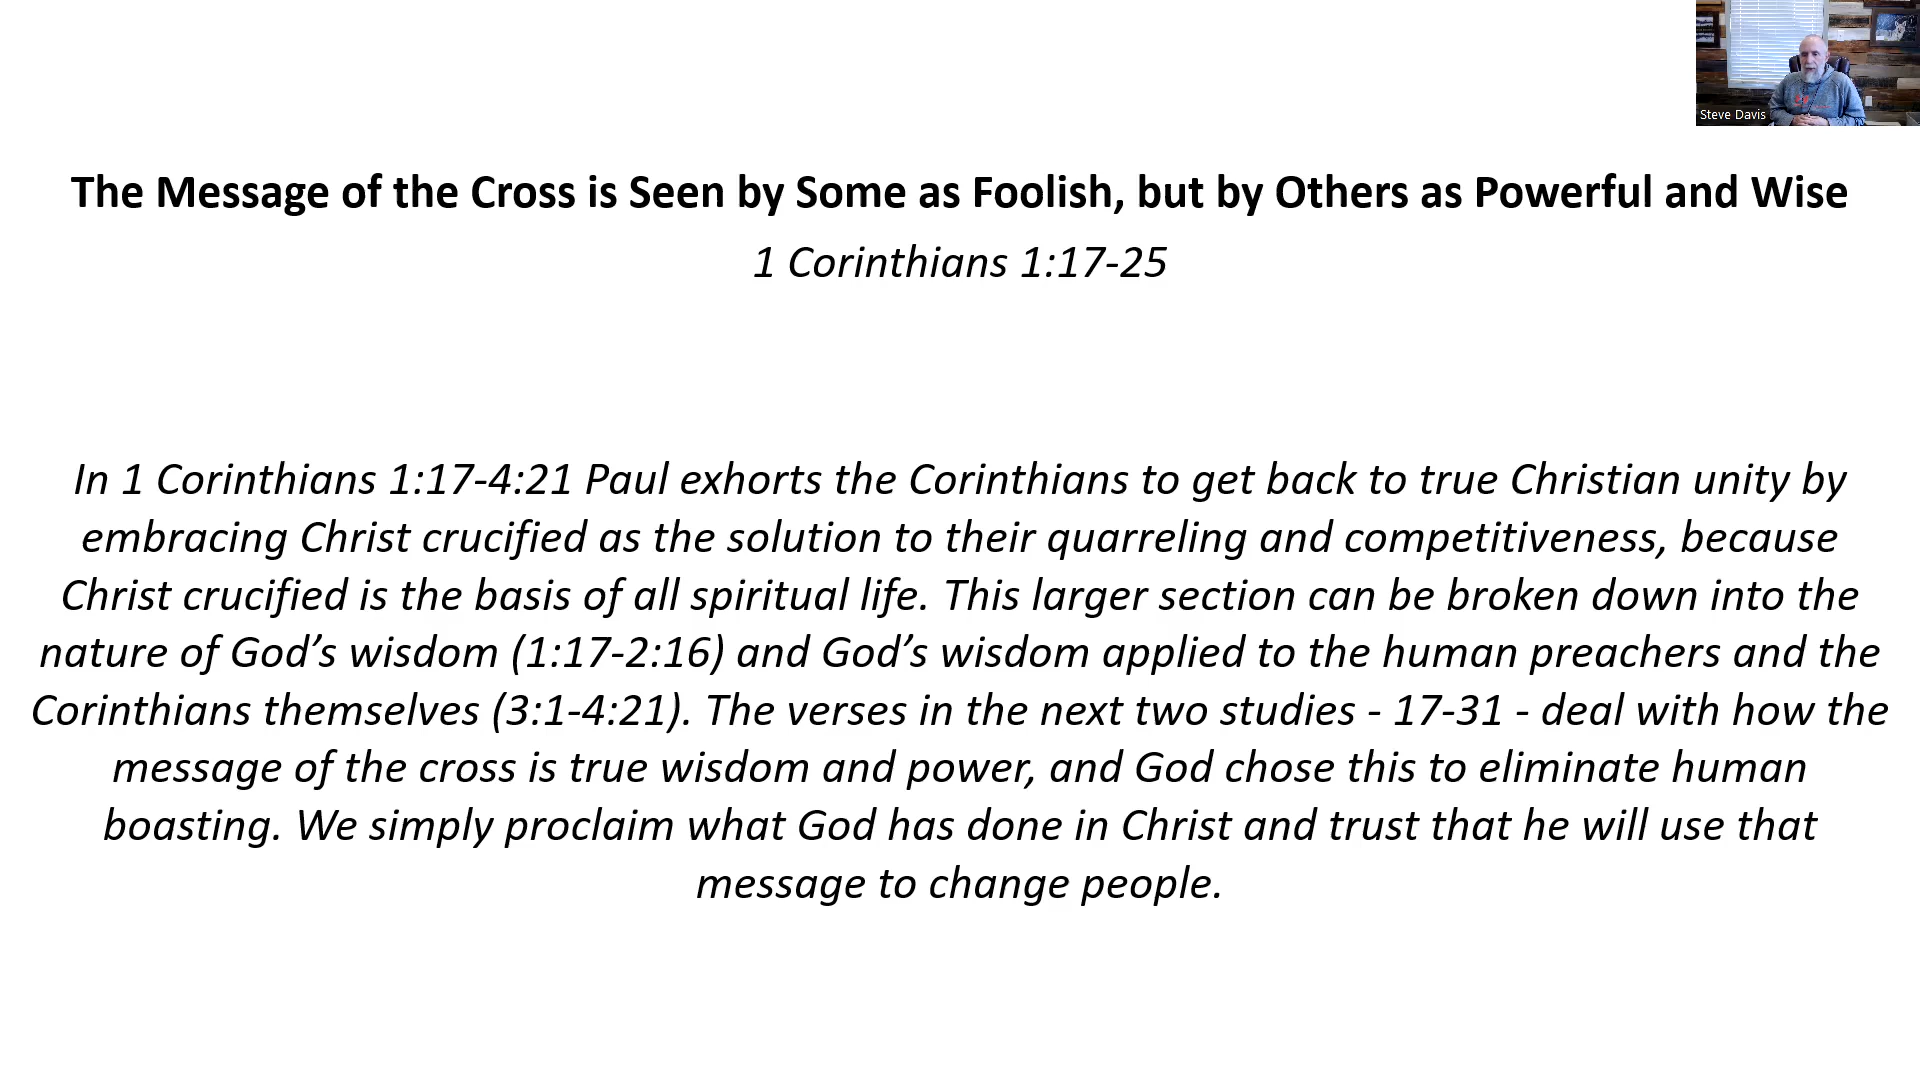 Steve Davis
The Message of the Cross is Seen by Some as Foolish, but by Others as Powerful and Wise
1 Corinthians 1:17-25
In 1 Corinthians 1:17-4:21 Paul exhorts the Corinthians to get back to true Christian unity by
embracing Christ crucified as the solution to their quarreling and competitiveness, because
Christ crucified is the basis of all spiritual life. This larger section can be broken down into the
nature of God’s wisdom (1:17-2:16) and God’s wisdom applied to the human preachers and the
Corinthians themselves (3:1-4:21). The verses in the next two studies - 17-31 - deal with how the
message of the cross is true wisdom and power, and God chose this to eliminate human
boasting. We simply proclaim what God has done in Christ and trust that he will use that
message to change people.